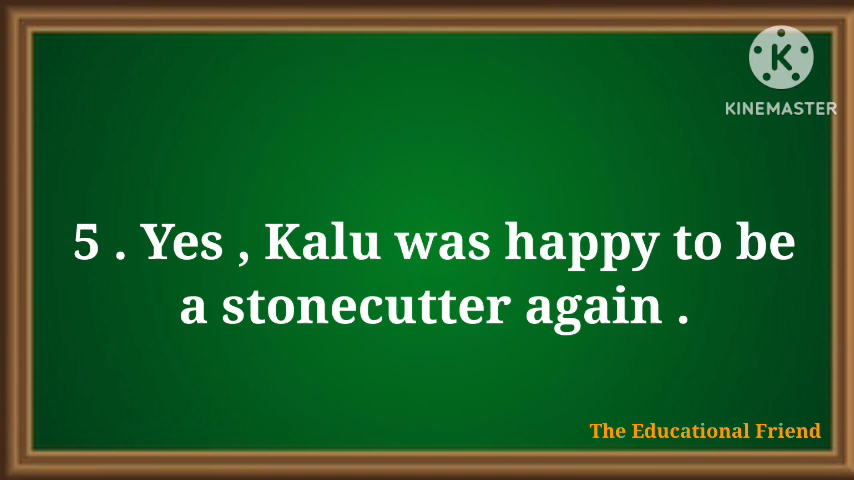 K
KINEMASTER
5 . Yes , Kalu was happy to be
a stonecutter again .
The Educational Friend